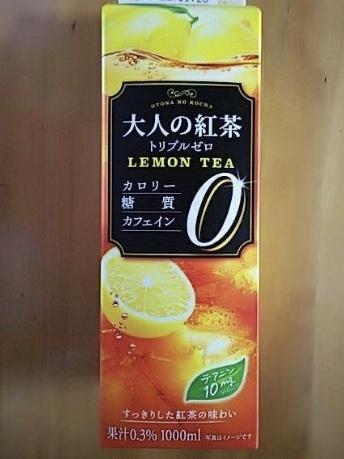 OTONA NO KOCHA
大人の紅茶
トリプルゼロ
LEMON TEA
カロリー
糖質
カフェイン
0
テアニン
10mg
すっきりした紅茶の味わい
果汁0.3% 1000ml 写真はイメージです